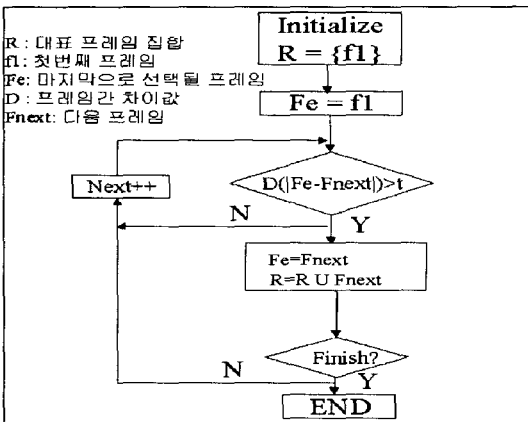 R : 대표 프레임 집합
f1: 첫번째 프레임
Fe: 마지막으로 선택될 프레임
D : 프레임간 차이값
Fnext: 다음 프레임
Initialize
R = {f1}
Fe = f1
Next++
D(|Fe-Fnext|)>t
N
Y
Fe=Fnext
R=R U Fnext
Finish?
N
Y
END